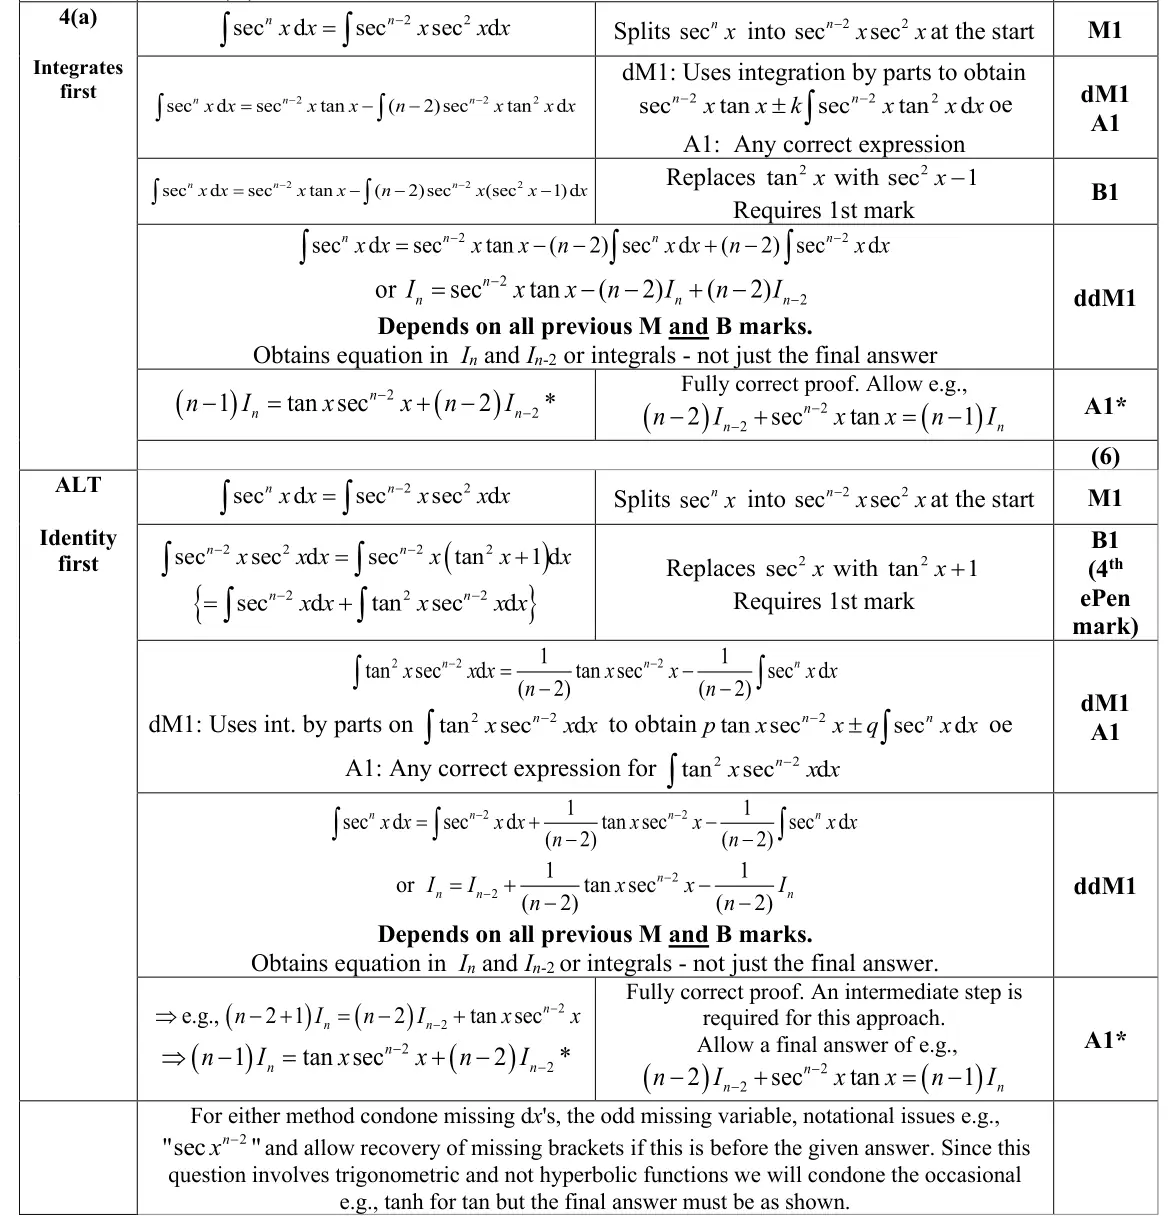 4(a)
Integrates
first
∫secⁿ x dx = ∫secⁿ⁻² x sec² xdx
Splits secⁿ x into secⁿ⁻² x sec² x at the start
M1
∫secⁿ x dx = secⁿ⁻² x tan x − ∫(n − 2) secⁿ⁻² x tan² x dx
dM1: Uses integration by parts to obtain
secⁿ⁻² x tan x ± k∫secⁿ⁻² x tan² x dx oe
A1: Any correct expression
dM1
A1
∫secⁿ x dx = secⁿ⁻² x tan x − ∫(n − 2) secⁿ⁻² x(sec² x − 1) dx
Replaces tan² x with sec² x − 1
Requires 1st mark
B1
∫secⁿ x dx = secⁿ⁻² x tan x − (n − 2)∫secⁿ x dx + (n − 2)∫secⁿ⁻² x dx
or Iₙ = secⁿ⁻² x tan x − (n − 2)Iₙ + (n − 2)Iₙ₋₂
Depends on all previous M and B marks.
Obtains equation in Iₙ and Iₙ₋₂ or integrals - not just the final answer
ddM1
(n − 1)Iₙ = tan x secⁿ⁻² x + (n − 2)Iₙ₋₂ *
Fully correct proof. Allow e.g.,
(n − 2)Iₙ₋₂ + secⁿ⁻² x tan x = (n − 1)Iₙ
A1*
(6)
ALT
Identity
first
∫secⁿ x dx = ∫secⁿ⁻² x sec² xdx
Splits secⁿ x into secⁿ⁻² x sec² x at the start
M1
∫secⁿ⁻² x sec² xdx = ∫secⁿ⁻² x (tan² x + 1)dx
{= ∫secⁿ⁻² xdx + ∫tan² x secⁿ⁻² xdx}
Replaces sec² x with tan² x + 1
Requires 1st mark
B1
(4ᵗʰ
ePen
mark)
∫tan² x secⁿ⁻² xdx = 1/(n − 2) tan x secⁿ⁻² x − 1/(n − 2) ∫secⁿ x dx
dM1: Uses int. by parts on ∫tan² x secⁿ⁻² xdx to obtain p tan x secⁿ⁻² x ± q∫secⁿ x dx oe
A1: Any correct expression for ∫tan² x secⁿ⁻² xdx
dM1
A1
∫secⁿ x dx = ∫secⁿ⁻² x dx + 1/(n − 2) tan x secⁿ⁻² x − 1/(n − 2) ∫secⁿ x dx
or Iₙ = Iₙ₋₂ + 1/(n − 2) tan x secⁿ⁻² x − 1/(n − 2) Iₙ
Depends on all previous M and B marks.
Obtains equation in Iₙ and Iₙ₋₂ or integrals - not just the final answer.
ddM1
⇒ e.g., (n − 2 + 1)Iₙ = (n − 2)Iₙ₋₂ + tan x secⁿ⁻² x
⇒ (n − 1)Iₙ = tan x secⁿ⁻² x + (n − 2)Iₙ₋₂ *
Fully correct proof. An intermediate step is
required for this approach.
Allow a final answer of e.g.,
(n − 2)Iₙ₋₂ + secⁿ⁻² x tan x = (n − 1)Iₙ
A1*
For either method condone missing dx's, the odd missing variable, notational issues e.g.,
"sec xⁿ⁻²" and allow recovery of missing brackets if this is before the given answer. Since this
question involves trigonometric and not hyperbolic functions we will condone the occasional
e.g., tanh for tan but the final answer must be as shown.